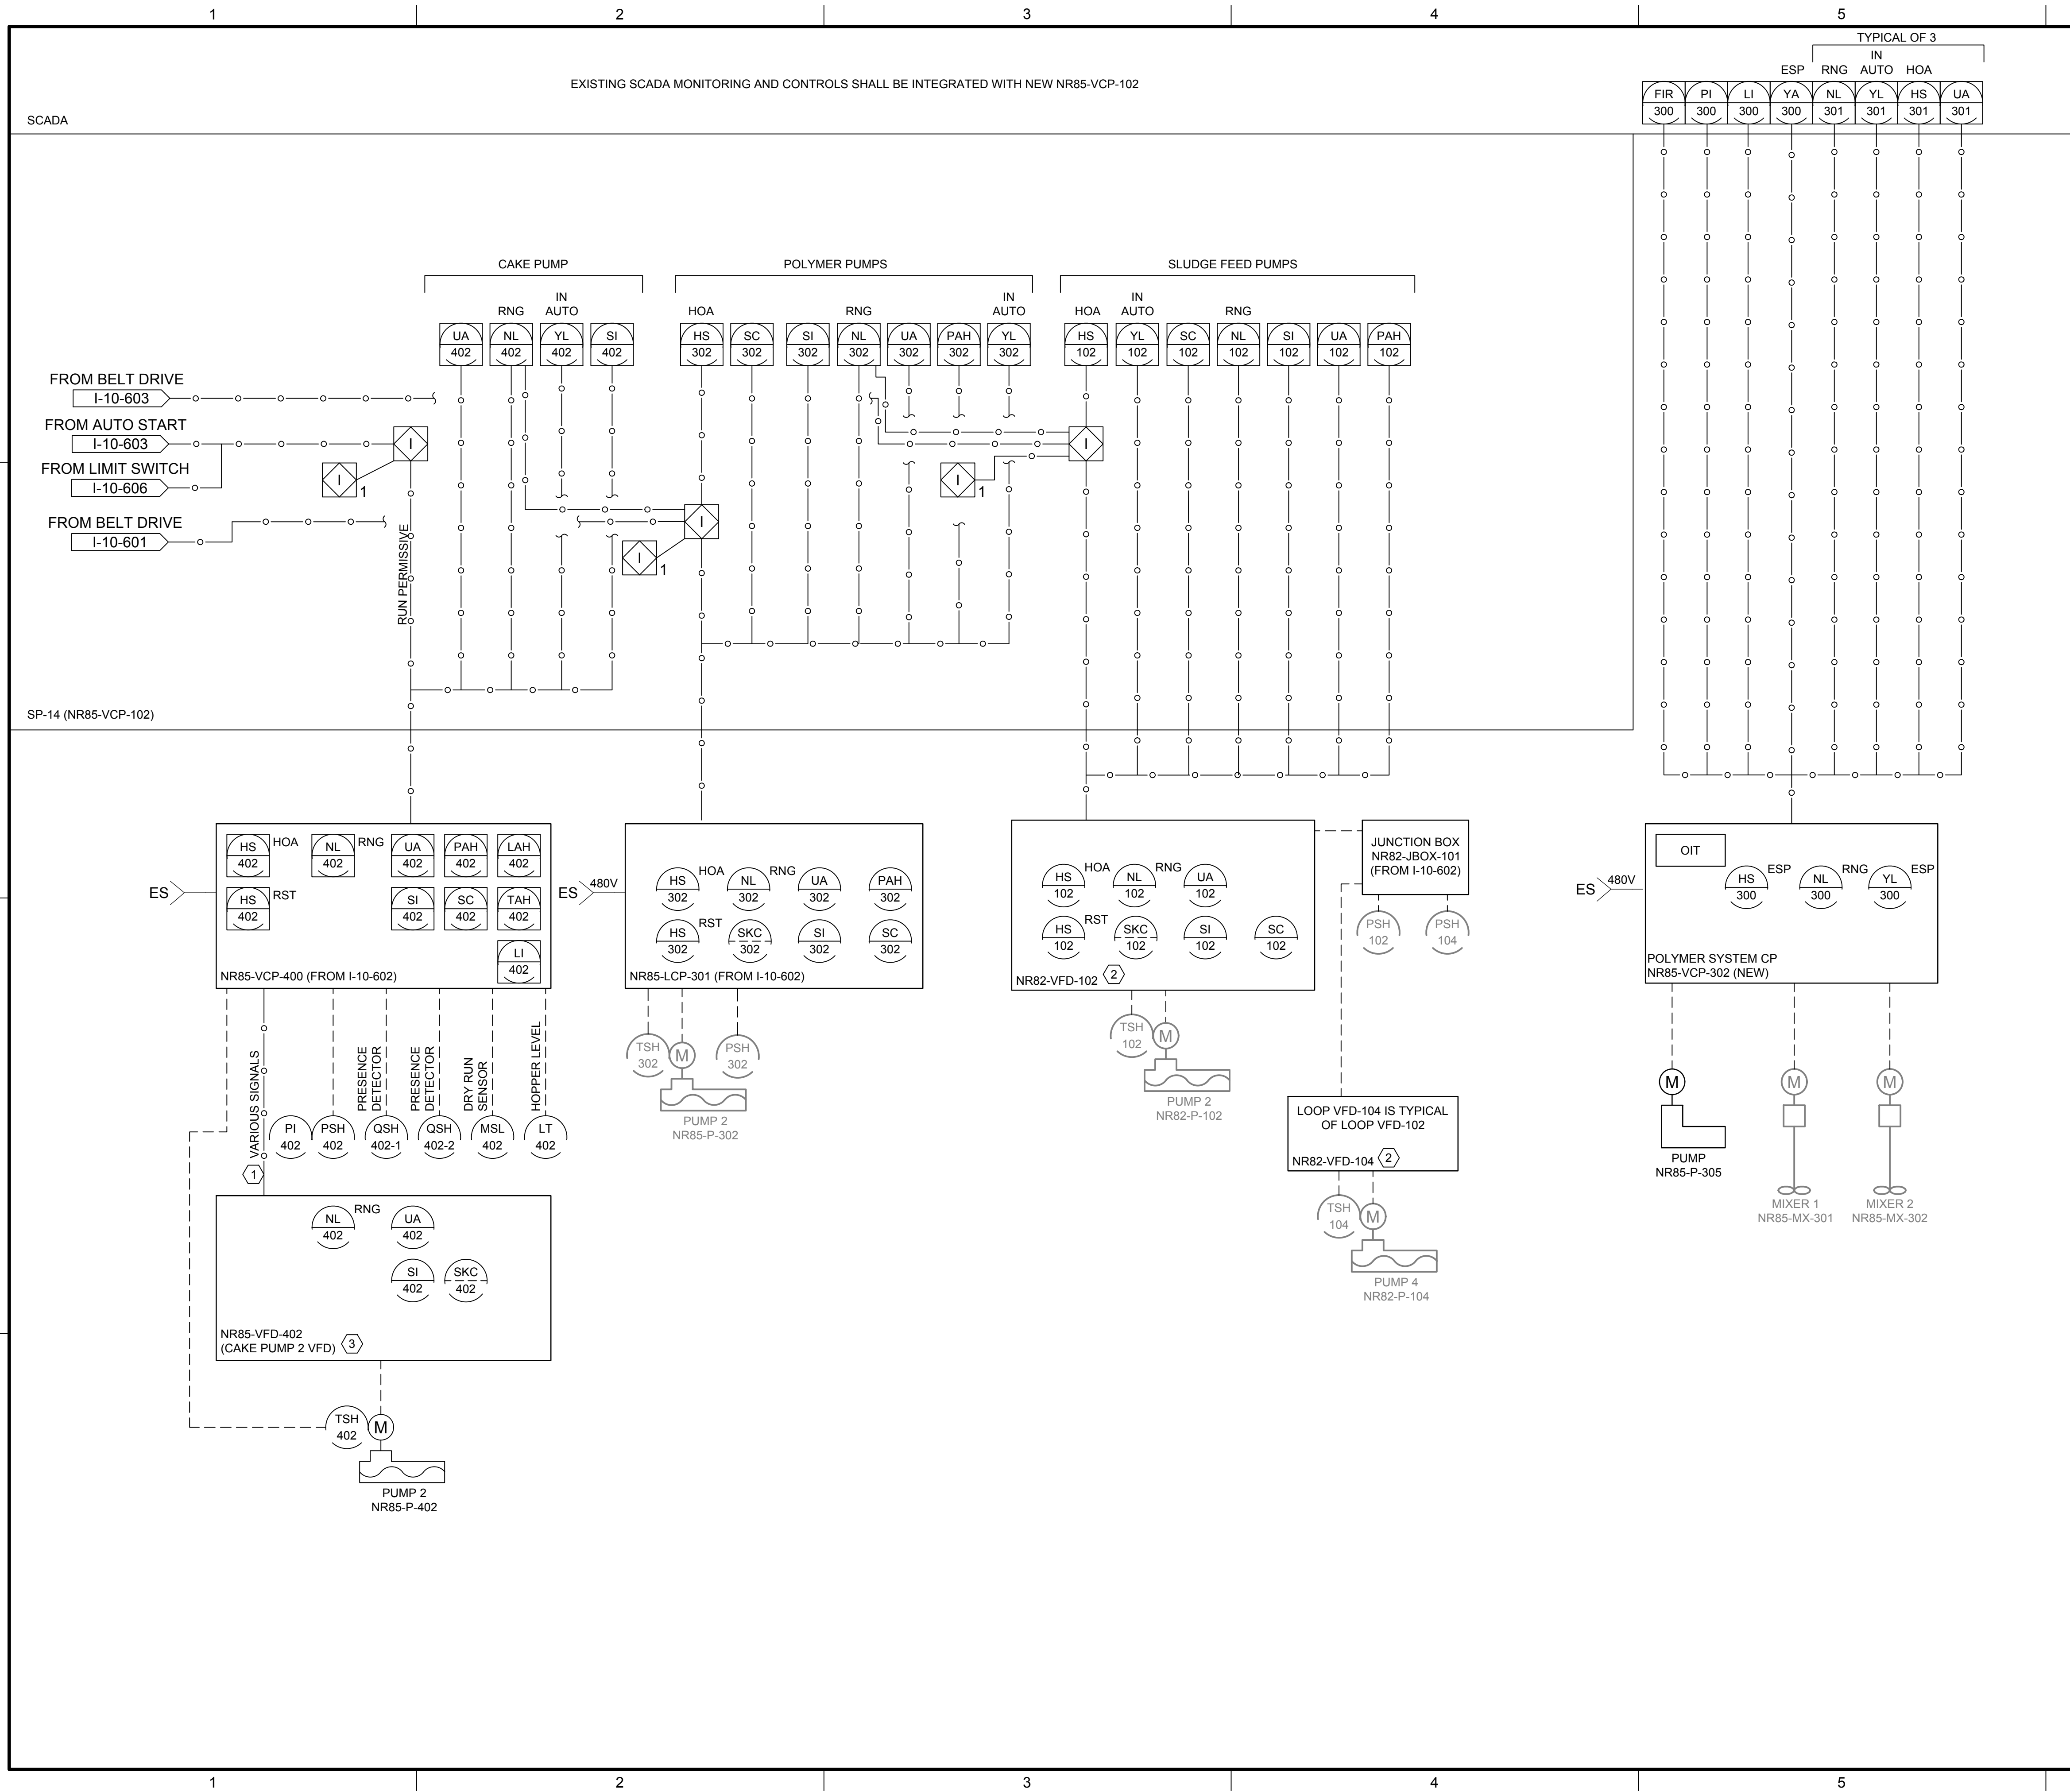 1 2 3 4 5
TYPICAL OF 3
IN
ESP RNG AUTO HOA
EXISTING SCADA MONITORING AND CONTROLS SHALL BE INTEGRATED WITH NEW NR85-VCP-102
FIR PI LI YA NL YL HS UA
300 300 300 300 301 301 301 301
SCADA
CAKE PUMP
POLYMER PUMPS
SLUDGE FEED PUMPS
IN
RNG AUTO
UA NL YL SI
402 402 402 402
IN
HOA RNG AUTO
HS SC SI NL UA PAH YL
302 302 302 302 302 302 302
IN
HOA AUTO RNG
HS YL SC NL SI UA PAH
102 102 102 102 102 102 102
FROM BELT DRIVE
I-10-603
FROM AUTO START
I-10-603
I
FROM LIMIT SWITCH
I-10-606
I 1
FROM BELT DRIVE
I-10-601
RUN PERMISSIVE
I
I 1
I
I 1
SP-14 (NR85-VCP-102)
ES
HS HOA NL RNG UA PAH LAH
402 402 402 402 402
HS RST SI SC TAH
402 402 402 402
LI
402
NR85-VCP-400 (FROM I-10-602)
ES 480V
HS HOA NL RNG UA PAH
302 302 302 302
HS RST SKC SI SC
302 302 302 302
NR85-LCP-301 (FROM I-10-602)
HS HOA NL RNG UA
102 102 102
HS RST SKC SI SC
102 102 102 102
NR82-VFD-102 2
JUNCTION BOX
NR82-JBOX-101
(FROM I-10-602)
PSH PSH
102 104
ES 480V
OIT
HS ESP NL RNG YL ESP
300 300 300
POLYMER SYSTEM CP
NR85-VCP-302 (NEW)
VARIOUS SIGNALS
PRESENCE
DETECTOR
PRESENCE
DETECTOR
DRY RUN
SENSOR
HOPPER LEVEL
PI PSH QSH QSH MSL LT
402 402 402-1 402-2 402 402
1
TSH M PSH
302 302
PUMP 2
NR85-P-302
TSH M
102
PUMP 2
NR82-P-102
LOOP VFD-104 IS TYPICAL
OF LOOP VFD-102
NR82-VFD-104 2
TSH M
104
PUMP 4
NR82-P-104
M M M
PUMP
NR85-P-305
MIXER 1
NR85-MX-301
MIXER 2
NR85-MX-302
NL RNG UA
402 402
SI SKC
402 402
NR85-VFD-402
(CAKE PUMP 2 VFD) 3
TSH M
402
PUMP 2
NR85-P-402
1 2 3 4 5